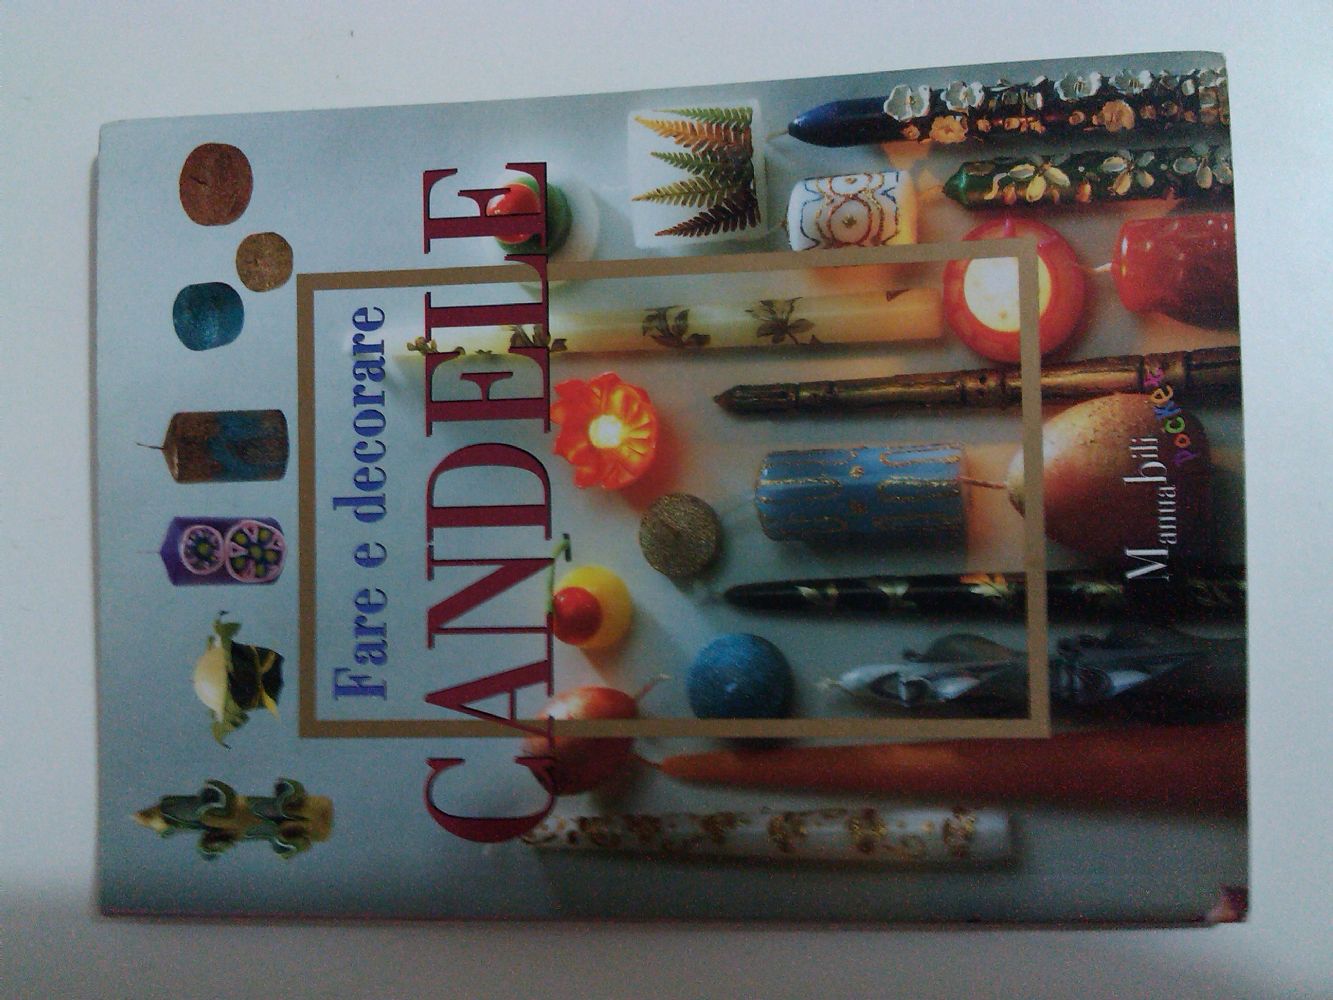 Fare e decorare
CANDELE
Manuabili
pocket